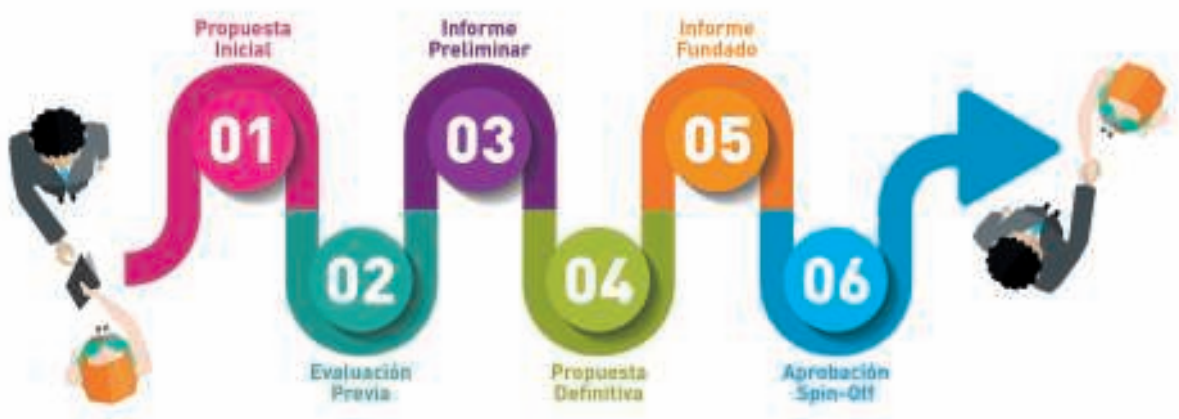 Propuesta
Inicial
01
02
Evaluación
Previa
Informe
Preliminar
03
04
Propuesta
Definitiva
Informe
Fundado
05
06
Aprobación
Spin-Off